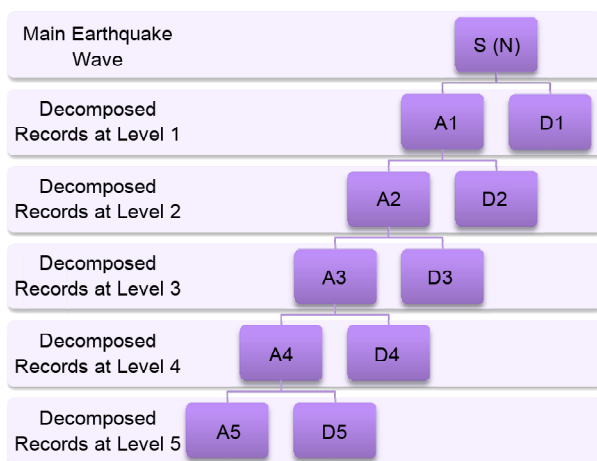 Main Earthquake
Wave
S (N)
Decomposed
Records at Level 1
A1
D1
Decomposed
Records at Level 2
A2
D2
Decomposed
Records at Level 3
A3
D3
Decomposed
Records at Level 4
A4
D4
Decomposed
Records at Level 5
A5
D5